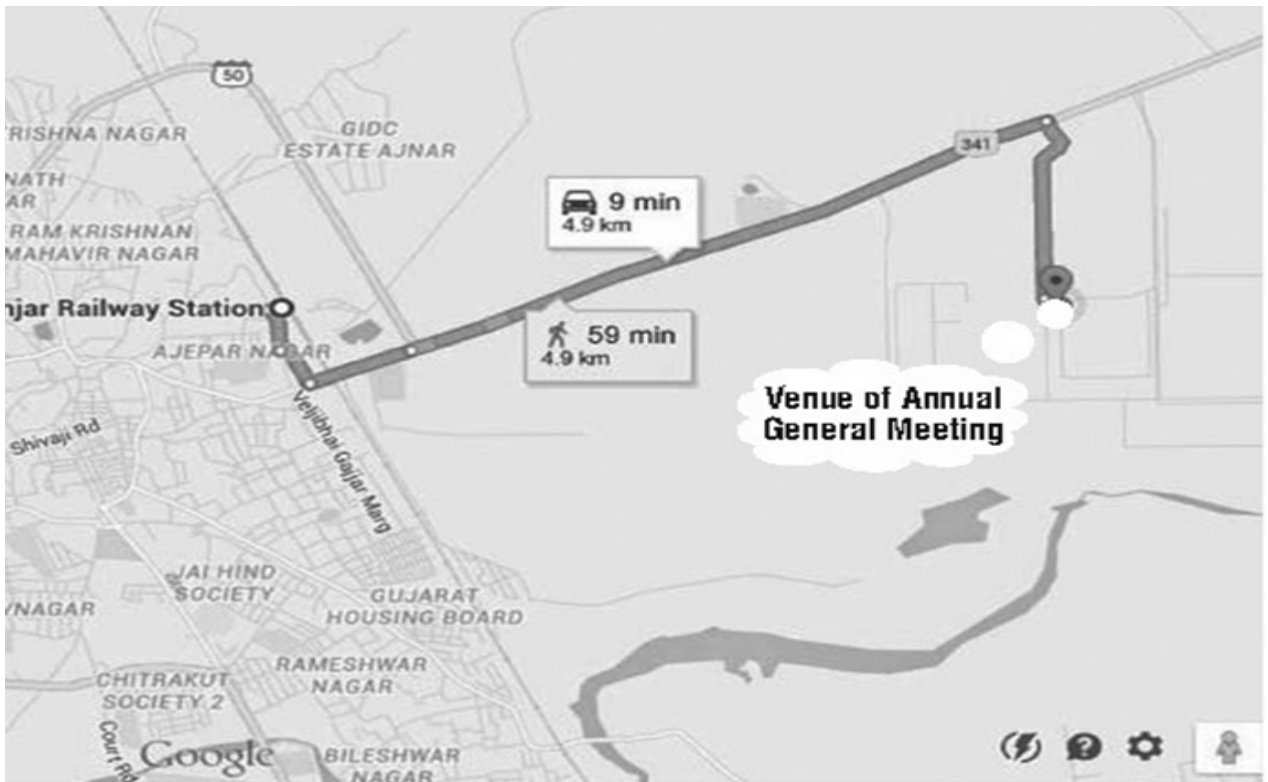 50
RISHNA NAGAR
GIDC
ESTATE AJNAR
341
NATH
AR
9 min
4.9 km
RAM KRISHNAN
MAHAVIR NAGAR
njar Railway Station
59 min
4.9 km
AJEPAR NAGAR
Venue of Annual
General Meeting
Veljibhai Gajjar Marg
Shivaji Rd
JAI HIND
SOCIETY
VNAGAR
GUJARAT
HOUSING BOARD
RAMESHWAR
NAGAR
CHITRAKUT
SOCIETY 2
Court Rd
Google
BILESHWAR
NAGAR